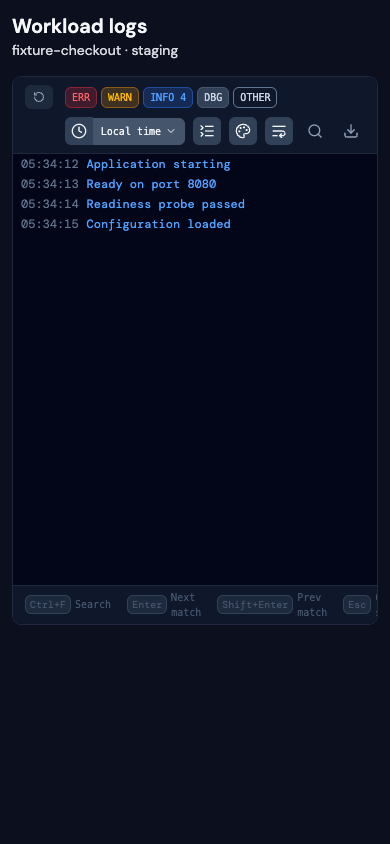 Workload logs
fixture-checkout · staging
ERR WARN INFO 4 DBG OTHER
Local time
05:34:12 Application starting
05:34:13 Ready on port 8080
05:34:14 Readiness probe passed
05:34:15 Configuration loaded
Ctrl+F Search Enter Next match Shift+Enter Prev match Esc